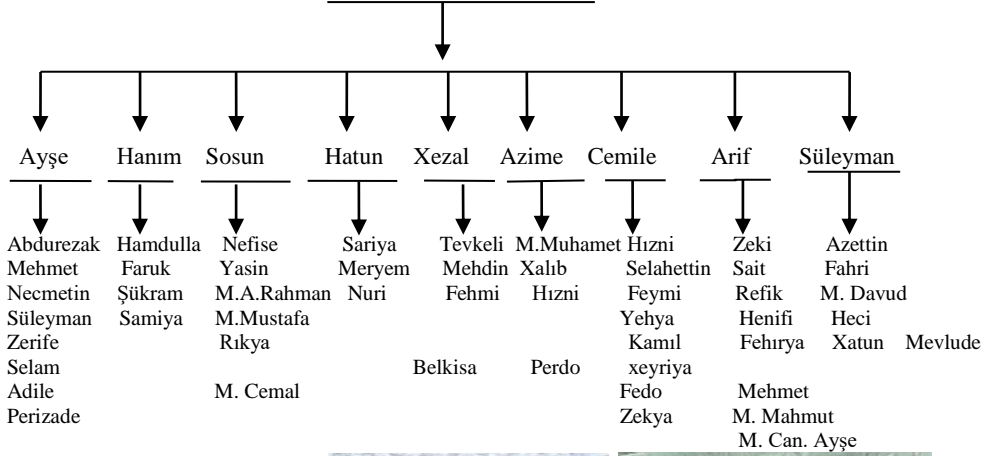 Ayşe Hanım Sosun Hatun Xezal Azime Cemile Arif Süleyman
Abdurezak Hamdulla Nefise Sariya Tevkeli M.Muhamet Hızni Zeki Azettin
Mehmet Faruk Yasin Meryem Mehdin Xalıb Selahettin Sait Fahri
Necmetin Şükram M.A.Rahman Nuri Fehmi Hızni Feymi Refik M. Davud
Süleyman Samiya M.Mustafa Yehya Henifi Heci
Zerife Rıkya Kamıl Fehırya Xatun Mevlude
Selam Belkisa Perdo xeyriya
Adile M. Cemal Fedo Mehmet
Perizade Zekya M. Mahmut
M. Can. Ayşe